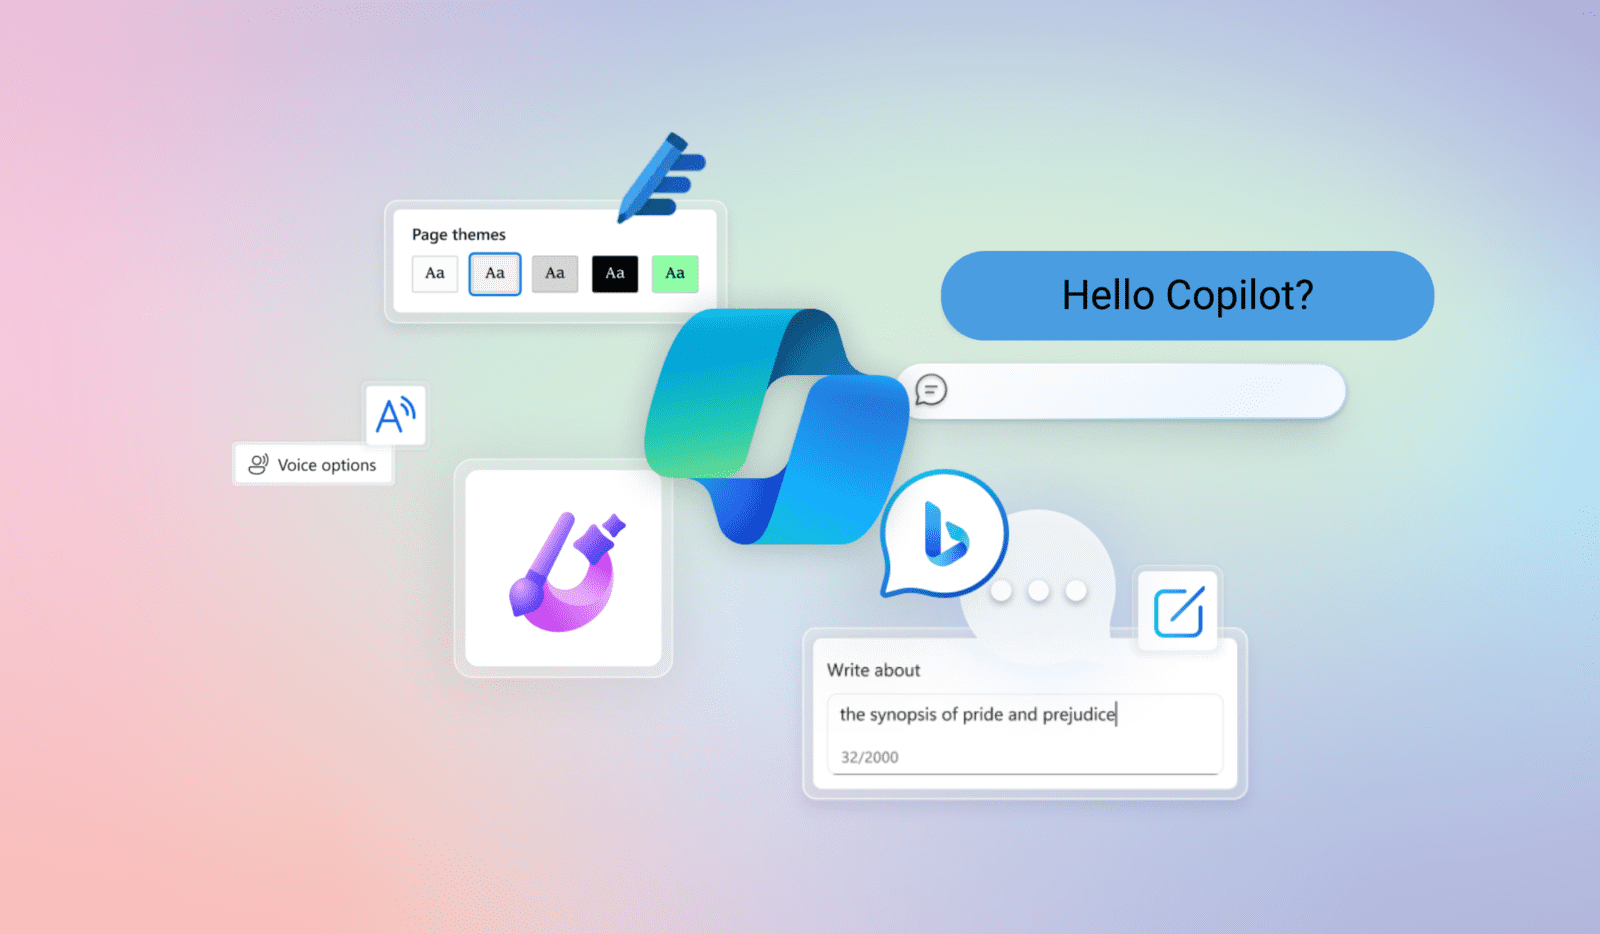 Page themes
Aa Aa Aa Aa Aa
Hello Copilot?
A
Voice options
Write about
the synopsis of pride and prejudice
32/2000